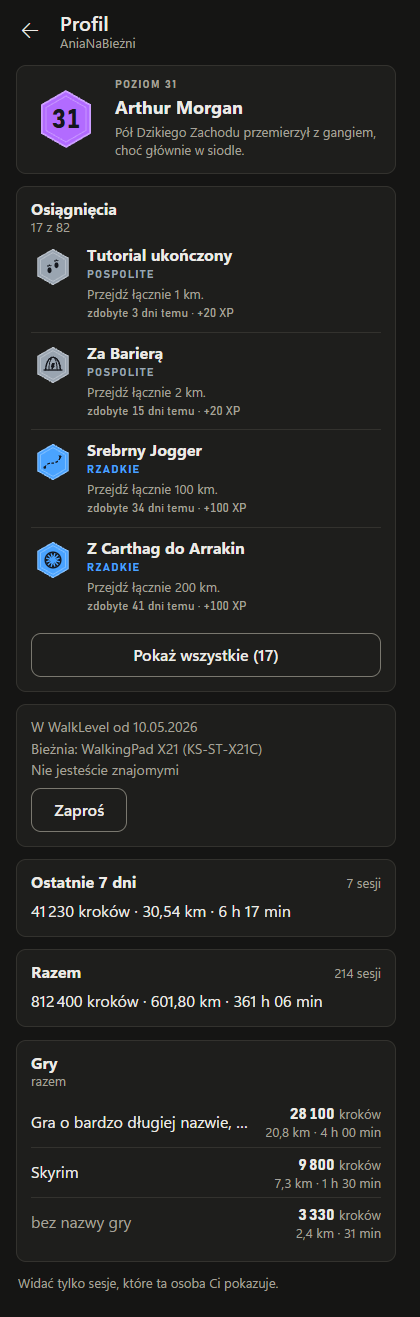 Profil
AniaNaBieżni
POZIOM 31
31
Arthur Morgan
Pół Dzikiego Zachodu przemierzył z gangiem,
choć głównie w siodle.
Osiągnięcia
17 z 82
Tutorial ukończony
POSPOLITE
Przejdź łącznie 1 km.
zdobyte 3 dni temu · +20 XP
Za Barierą
POSPOLITE
Przejdź łącznie 2 km.
zdobyte 15 dni temu · +20 XP
Srebrny Jogger
RZADKIE
Przejdź łącznie 100 km.
zdobyte 34 dni temu · +100 XP
Z Carthag do Arrakin
RZADKIE
Przejdź łącznie 200 km.
zdobyte 41 dni temu · +100 XP
Pokaż wszystkie (17)
W WalkLevel od 10.05.2026
Bieżnia: WalkingPad X21 (KS-ST-X21C)
Nie jesteście znajomymi
Zaproś
Ostatnie 7 dni 7 sesji
41 230 kroków · 30,54 km · 6 h 17 min
Razem 214 sesji
812 400 kroków · 601,80 km · 361 h 06 min
Gry
razem
Gra o bardzo długiej nazwie, ... 28 100 kroków
20,8 km · 4 h 00 min
Skyrim 9 800 kroków
7,3 km · 1 h 30 min
bez nazwy gry 3 330 kroków
2,4 km · 31 min
Widać tylko sesje, które ta osoba Ci pokazuje.